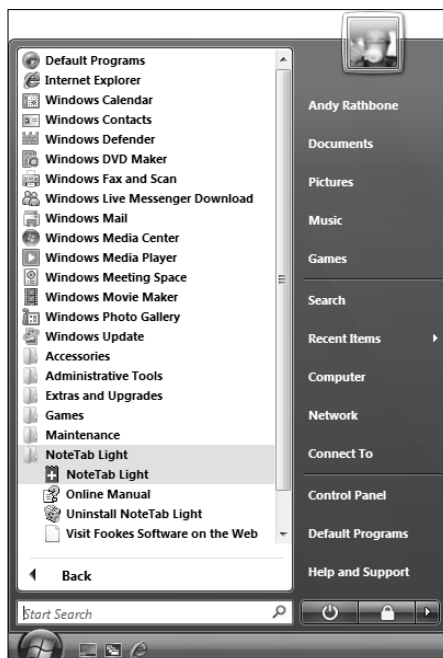 Default Programs
Internet Explorer
Windows Calendar
Windows Contacts
Windows Defender
Windows DVD Maker
Windows Fax and Scan
Windows Live Messenger Download
Windows Mail
Windows Media Center
Windows Media Player
Windows Meeting Space
Windows Movie Maker
Windows Photo Gallery
Windows Update
Accessories
Administrative Tools
Extras and Upgrades
Games
Maintenance
NoteTab Light
NoteTab Light
Online Manual
Uninstall NoteTab Light
Visit Fookes Software on the Web
Back
Start Search
Andy Rathbone
Documents
Pictures
Music
Games
Search
Recent Items
Computer
Network
Connect To
Control Panel
Default Programs
Help and Support